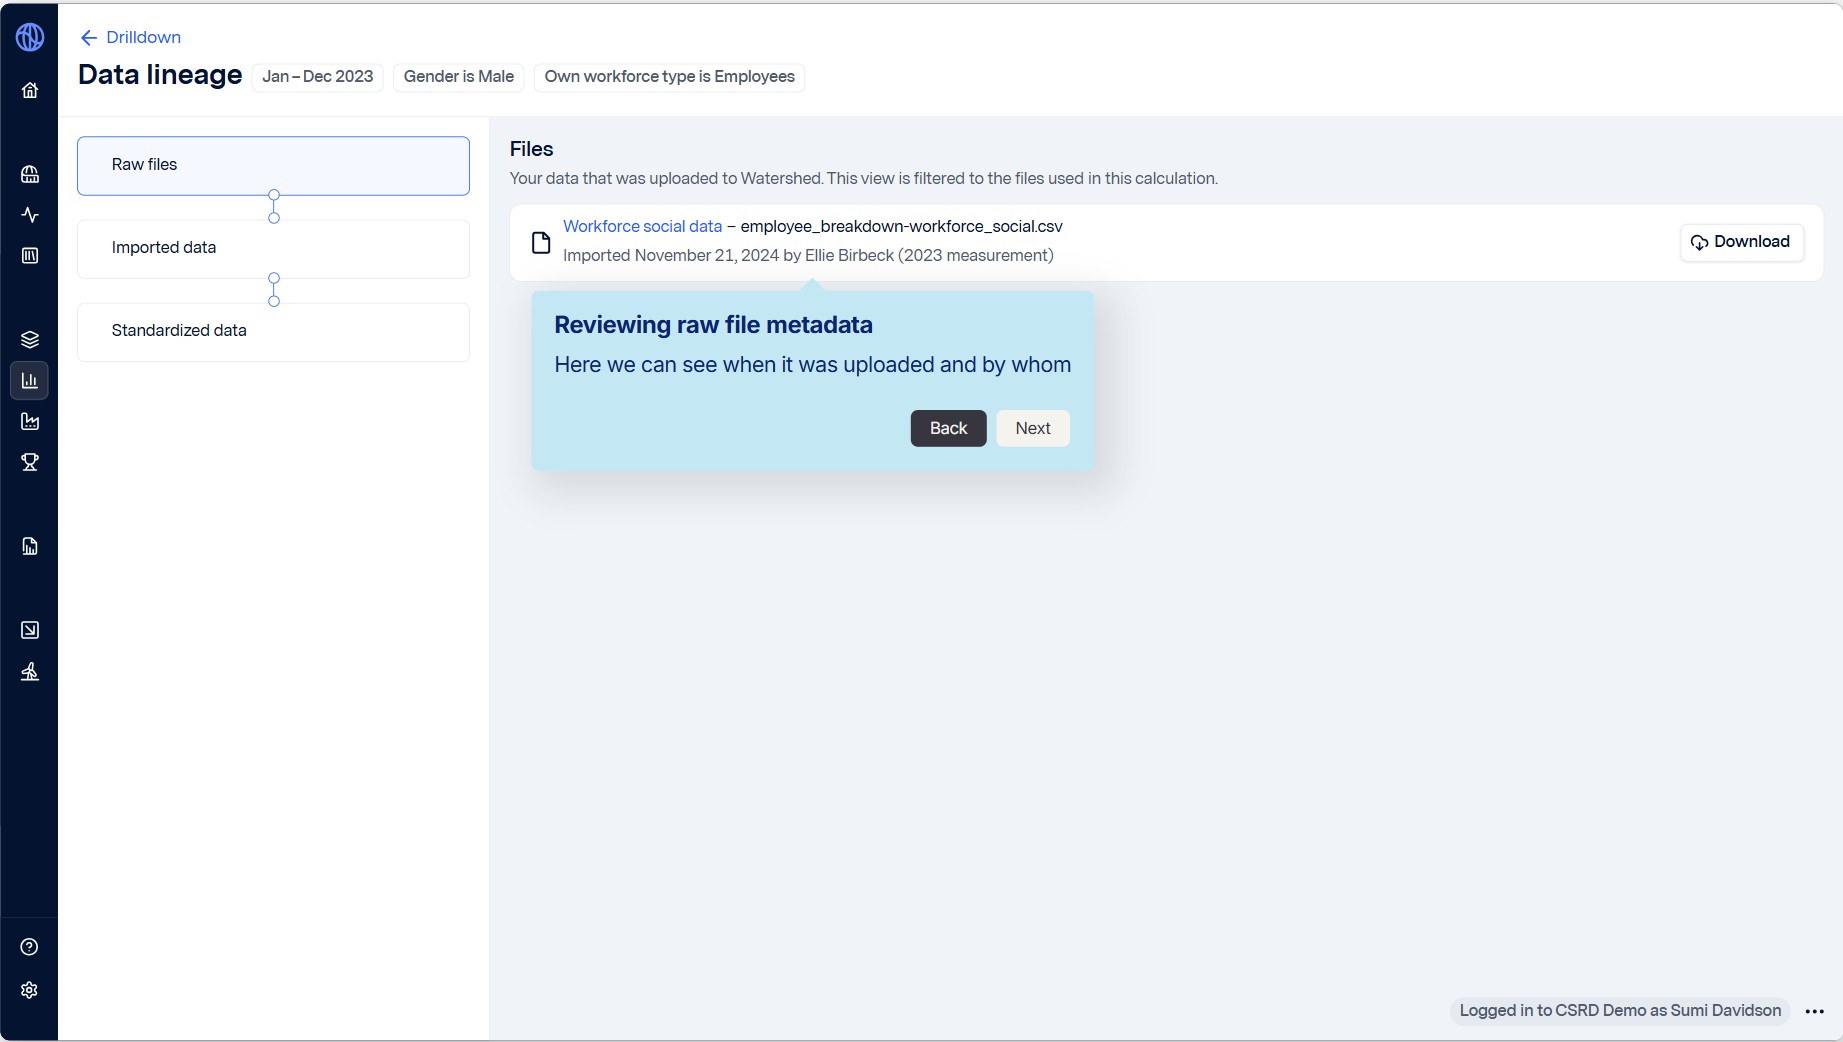 Drilldown
Data lineage
Jan – Dec 2023
Gender is Male
Own workforce type is Employees
Raw files
Imported data
Standardized data
Files
Your data that was uploaded to Watershed. This view is filtered to the files used in this calculation.
Workforce social data – employee_breakdown-workforce_social.csv
Imported November 21, 2024 by Ellie Birbeck (2023 measurement)
Download
Reviewing raw file metadata
Here we can see when it was uploaded and by whom
Back
Next
Logged in to CSRD Demo as Sumi Davidson